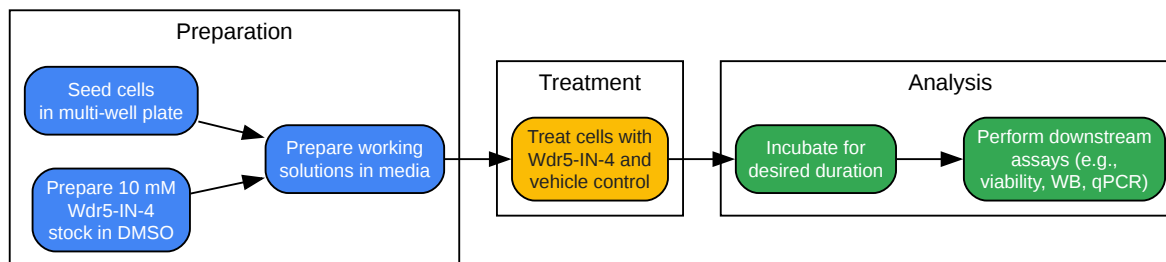 Preparation
Seed cells
in multi-well plate
Prepare 10 mM
Wdr5-IN-4
stock in DMSO
Prepare working
solutions in media
Treatment
Treat cells with
Wdr5-IN-4 and
vehicle control
Analysis
Incubate for
desired duration
Perform downstream
assays (e.g.,
viability, WB, qPCR)